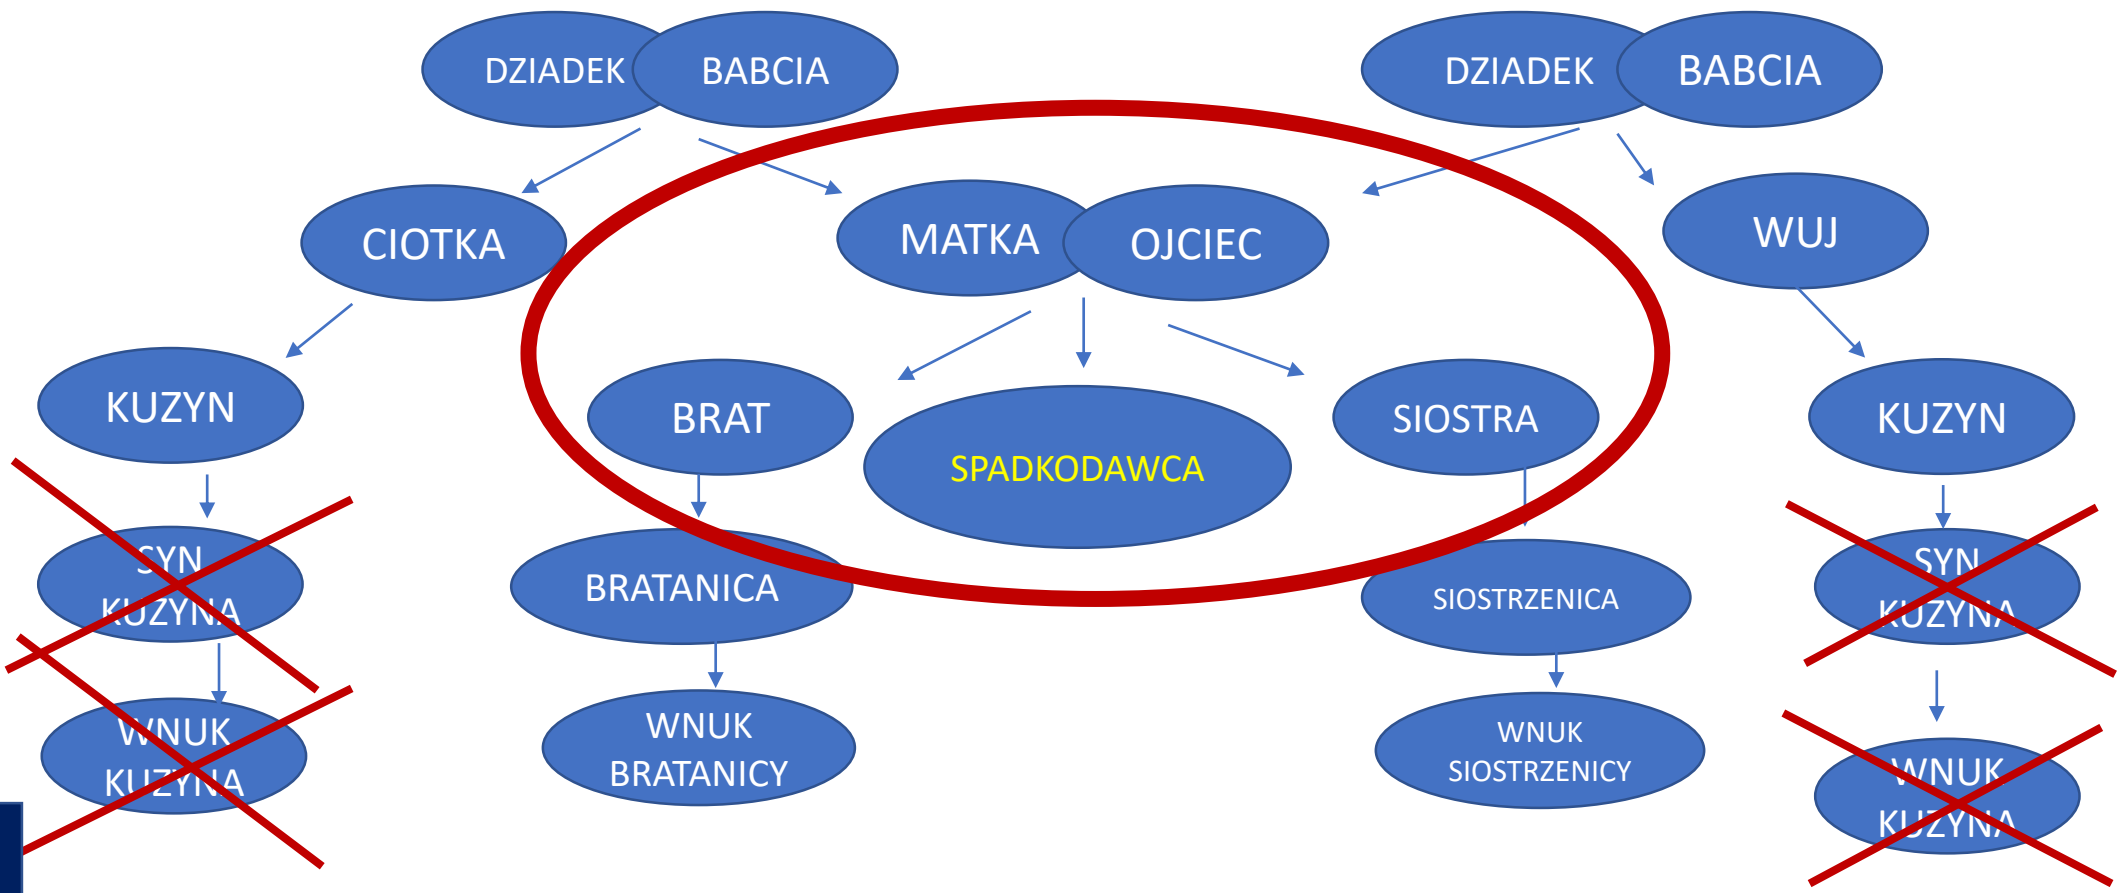 DZIADEK
BABCIA
DZIADEK
BABCIA
CIOTKA
MATKA
OJCIEC
WUJ
KUZYN
BRAT
SPADKODAWCA
SIOSTRA
KUZYN
SYN
KUZYNA
BRATANICA
SIOSTRZENICA
SYN
KUZYNA
WNUK
KUZYNA
WNUK
BRATANICY
WNUK
SIOSTRZENICY
WNUK
KUZYNA